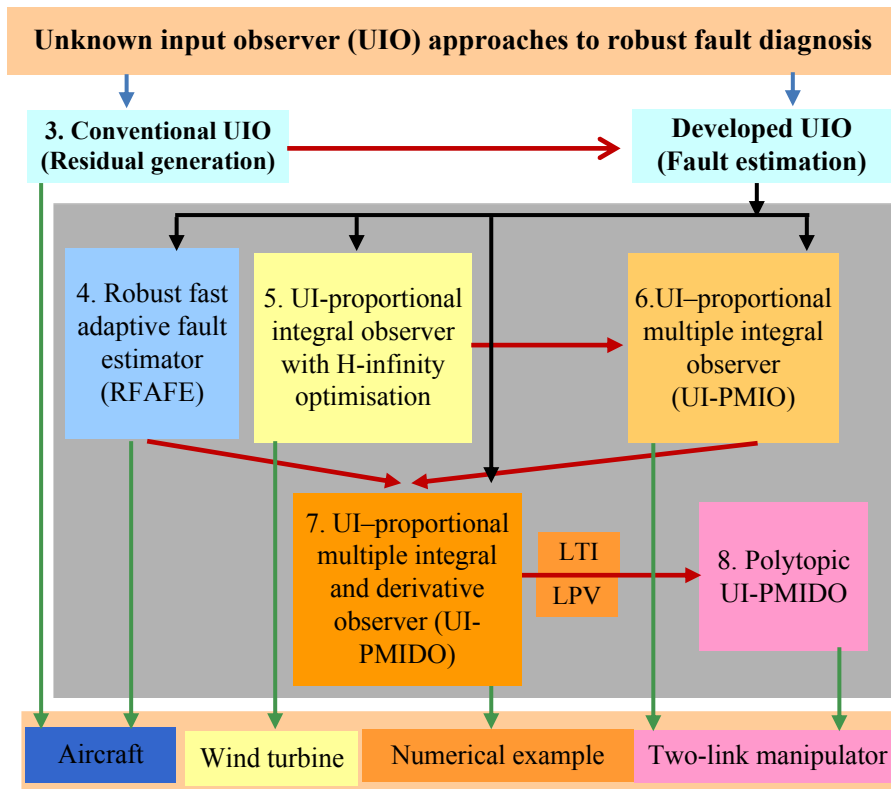 Unknown input observer (UIO) approaches to robust fault diagnosis
3. Conventional UIO
(Residual generation)
Developed UIO
(Fault estimation)
4. Robust fast
adaptive fault
estimator
(RFAFE)
5. UI-proportional
integral observer
with H-infinity
optimisation
6.UI–proportional
multiple integral
observer
(UI-PMIO)
7. UI–proportional
multiple integral
and derivative
observer (UI-
PMIDO)
LTI
LPV
8. Polytopic
UI-PMIDO
Aircraft
Wind turbine
Numerical example
Two-link manipulator